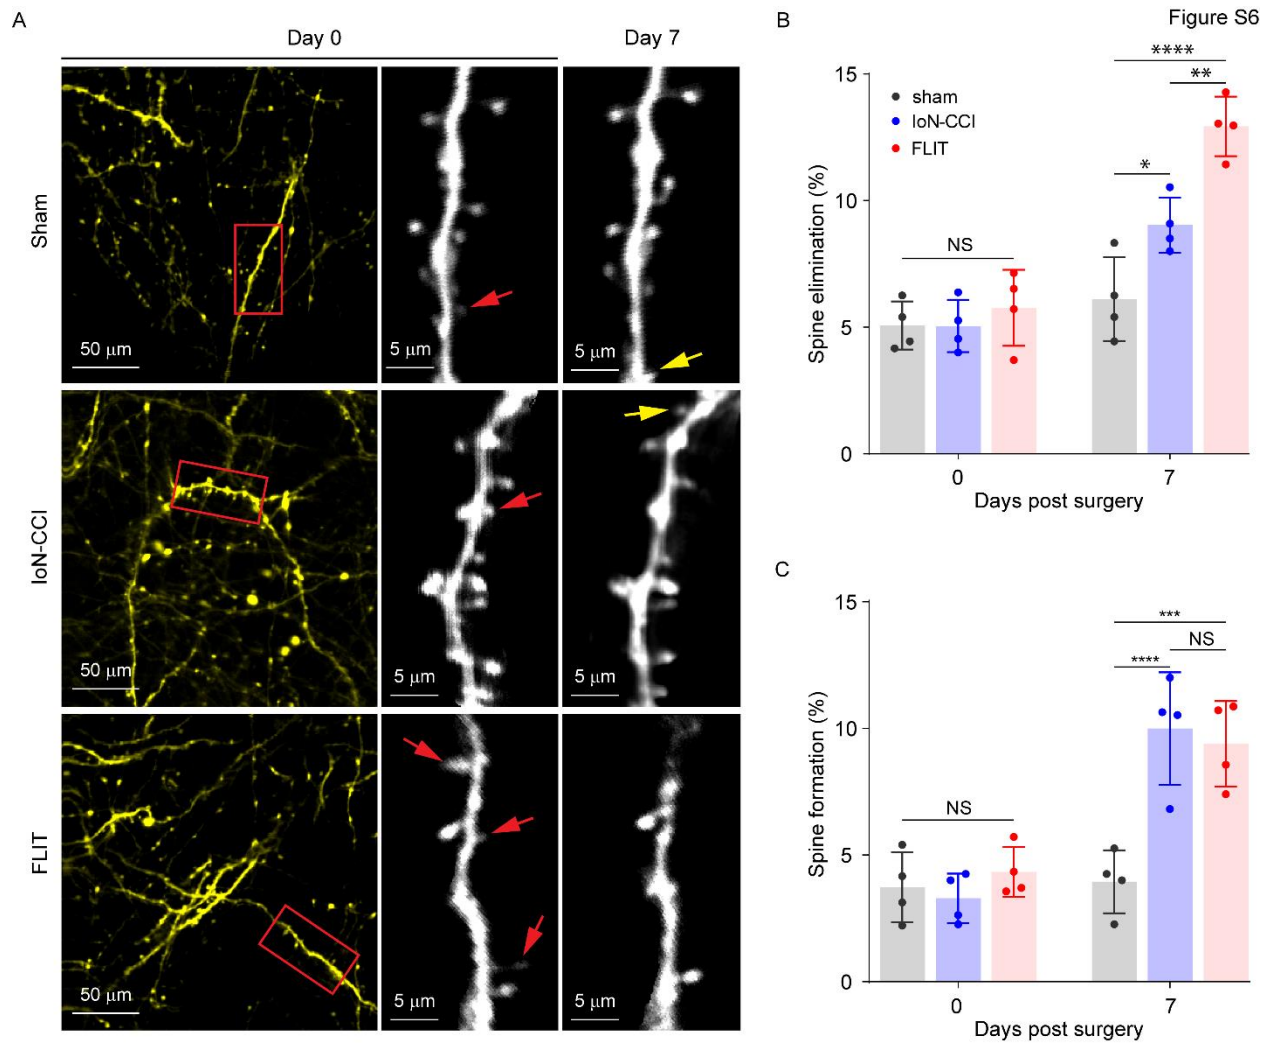 Figure S6
A
Day 0
Day 7
Sham
50 μm
5 μm
5 μm
IoN-CCI
50 μm
5 μm
5 μm
FLIT
50 μm
5 μm
5 μm
B
Spine elimination (%)
15
10
5
0
sham
IoN-CCI
FLIT
NS
****
**
*
0
7
Days post surgery
C
Spine formation (%)
15
10
5
0
NS
***
NS
****
0
7
Days post surgery